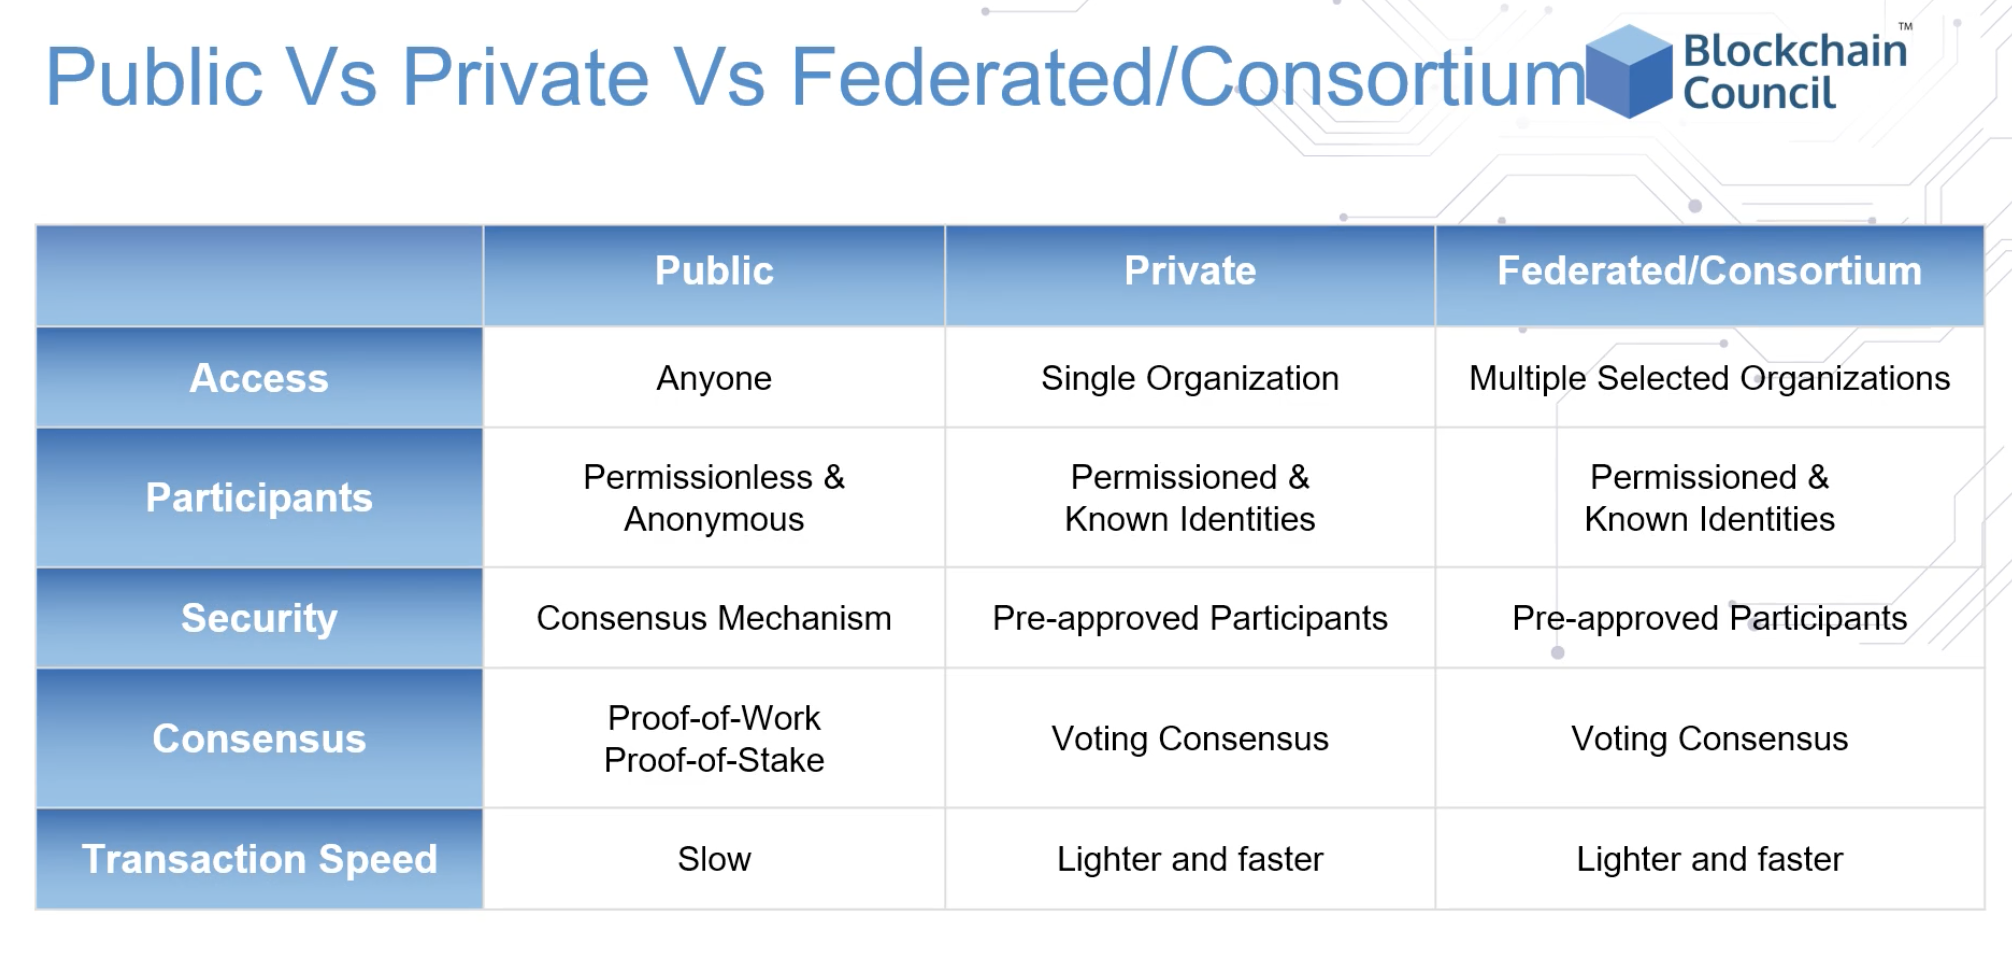 Public Vs Private Vs Federated/Consortium
Blockchain™
Council
Public Private Federated/Consortium
Access Anyone Single Organization Multiple Selected Organizations
Participants Permissionless & Permissioned & Permissioned &
Anonymous Known Identities Known Identities
Security Consensus Mechanism Pre-approved Participants Pre-approved Participants
Consensus Proof-of-Work Voting Consensus Voting Consensus
Proof-of-Stake
Transaction Speed Slow Lighter and faster Lighter and faster